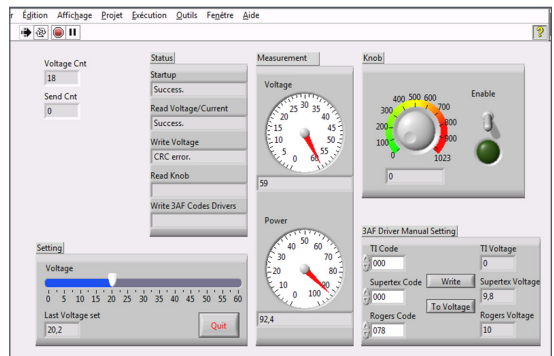 r Édition Affichage Projet Exécution Outils Fenêtre Aide
Voltage Cnt
18
Send Cnt
0
Status
Startup
Success.
Read Voltage/Current
Success.
Write Voltage
CRC error.
Read Knob
Write 3AF Codes Drivers
Measurement
Voltage
0 5 10 15 20 25 30 35 40 45 50 55 60
59
Power
0 10 20 30 40 50 60 70 80 90 100
92,4
Knob
0 100 200 300 400 500 600 700 800 900 1023
0
Enable
Setting
Voltage
0 5 10 15 20 25 30 35 40 45 50 55 60
Last Voltage set
20,2
Quit
3AF Driver Manual Setting
TI Code
000
TI Voltage
0
Supertex Code
000
Write
Supertex Voltage
9,8
To Voltage
Rogers Code
078
Rogers Voltage
10